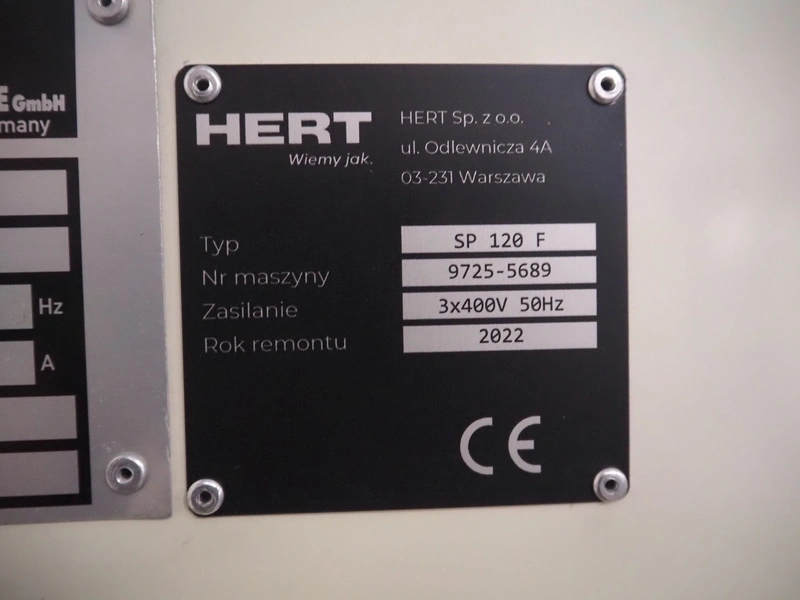 E GmbH
many
Hz
A
HERT
Wiemy jak.
HERT Sp. z o.o.
ul. Odlewnicza 4A
03-231 Warszawa
Typ SP 120 F
Nr maszyny 9725-5689
Zasilanie 3x400V 50Hz
Rok remontu 2022
CE